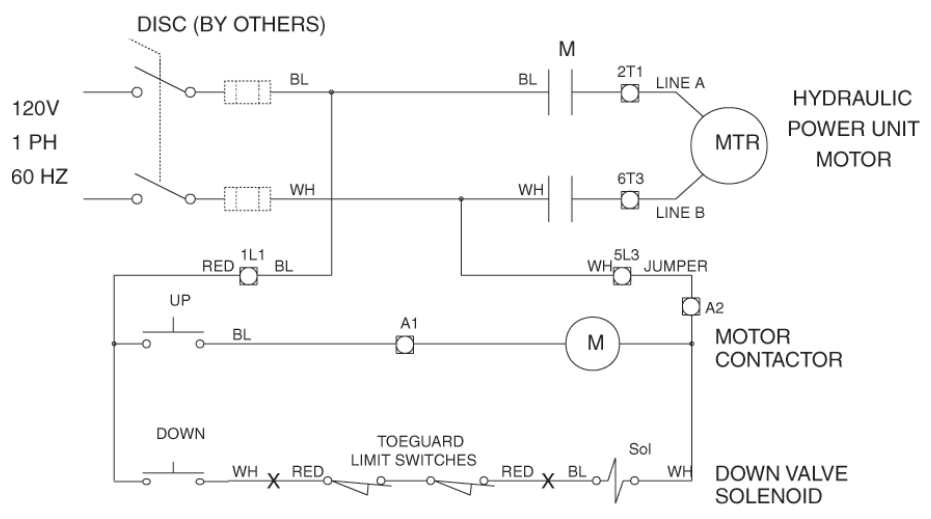 DISC (BY OTHERS)
120V
1 PH
60 HZ
BL
BL
M
2T1
LINE A
MTR
HYDRAULIC
POWER UNIT
MOTOR
WH
WH
6T3
LINE B
RED
1L1
BL
WH
5L3
JUMPER
A2
UP
BL
A1
M
MOTOR
CONTACTOR
DOWN
WH
X
RED
TOEGUARD
LIMIT SWITCHES
RED
X
BL
Sol
WH
DOWN VALVE
SOLENOID